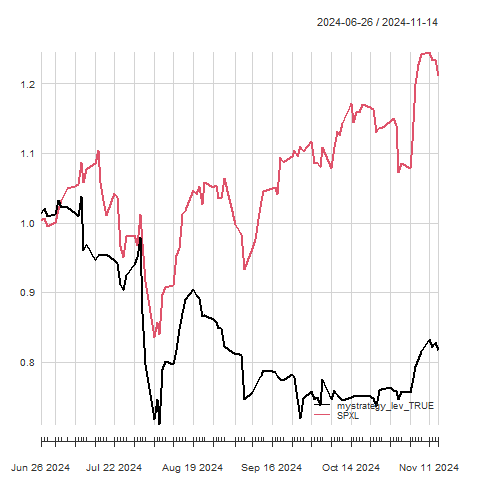 2024-06-26 / 2024-11-14
1.2
1.1
1.0
0.9
0.8
mystrategy_lev_TRUE
SPXL
Jun 26 2024 Jul 22 2024 Aug 19 2024 Sep 16 2024 Oct 14 2024 Nov 11 2024